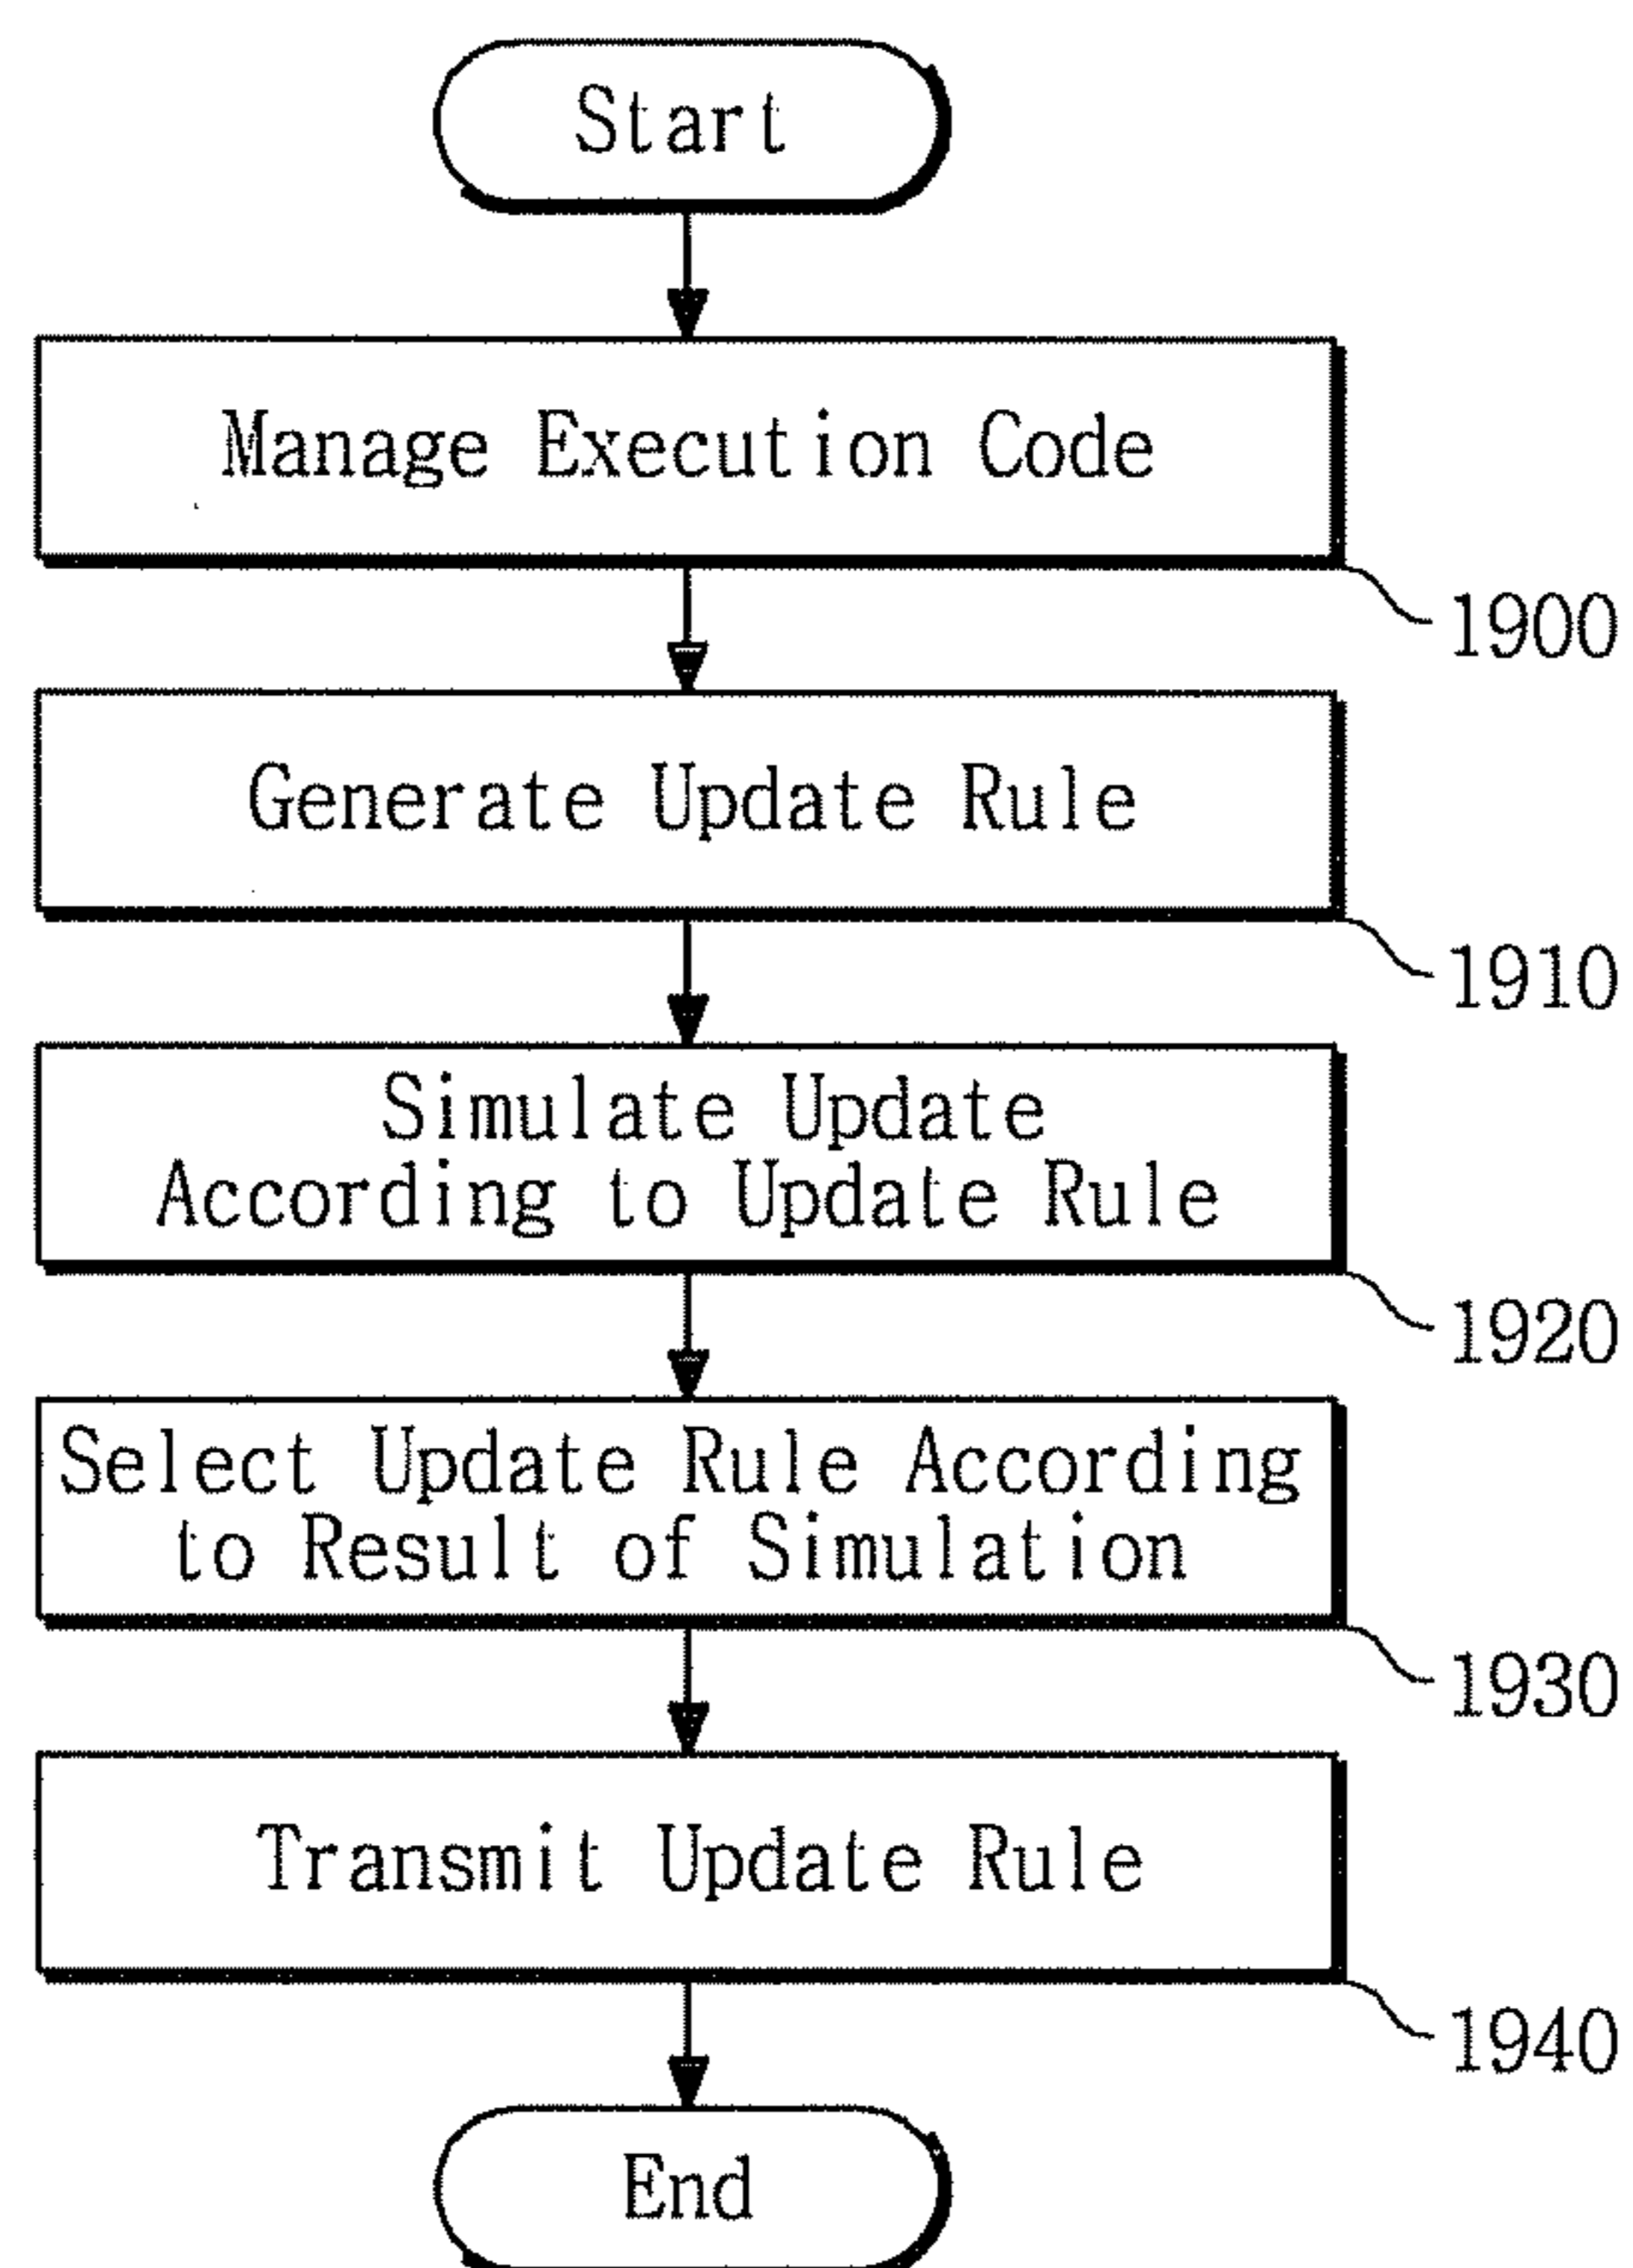 Start
Manage Execution Code
1900
Generate Update Rule
1910
Simulate Update
According to Update Rule
1920
Select Update Rule According
to Result of Simulation
1930
Transmit Update Rule
1940
End